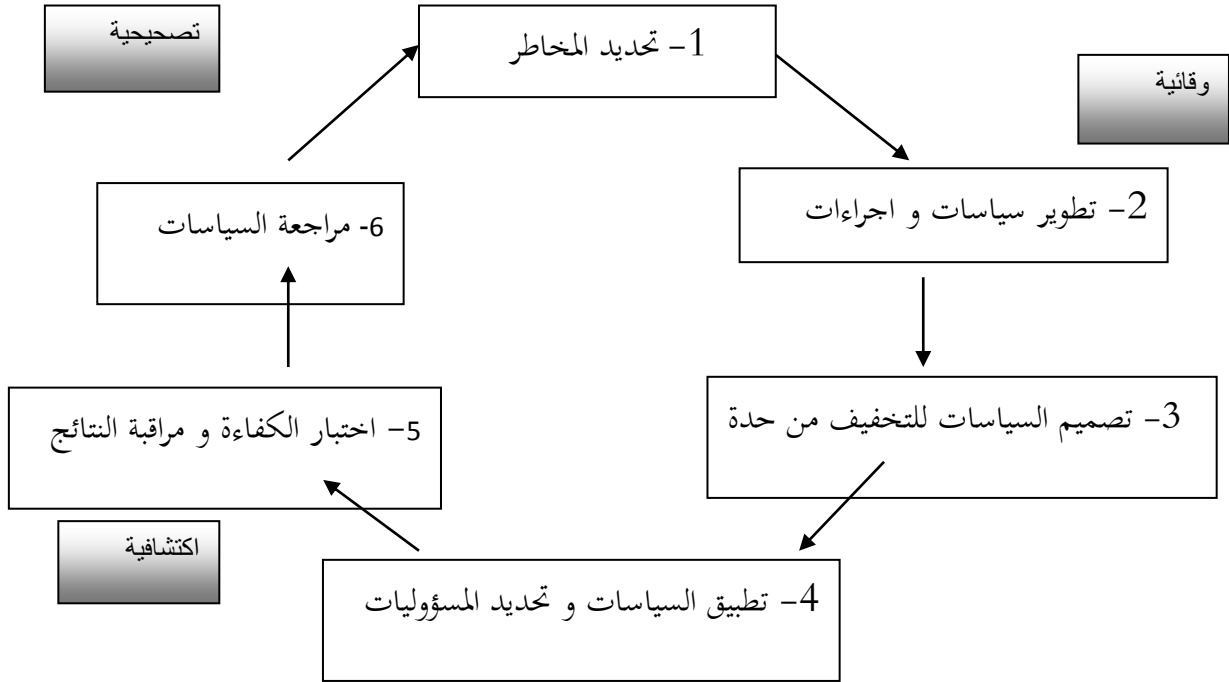 تصحيحية
1- تحديد المخاطر
وقائية
2- تطوير سياسات و اجراءات
6- مراجعة السياسات
3- تصميم السياسات للتخفيف من حدة
5- اختبار الكفاءة و مراقبة النتائج
اكتشافية
4- تطبيق السياسات و تحديد المسؤوليات